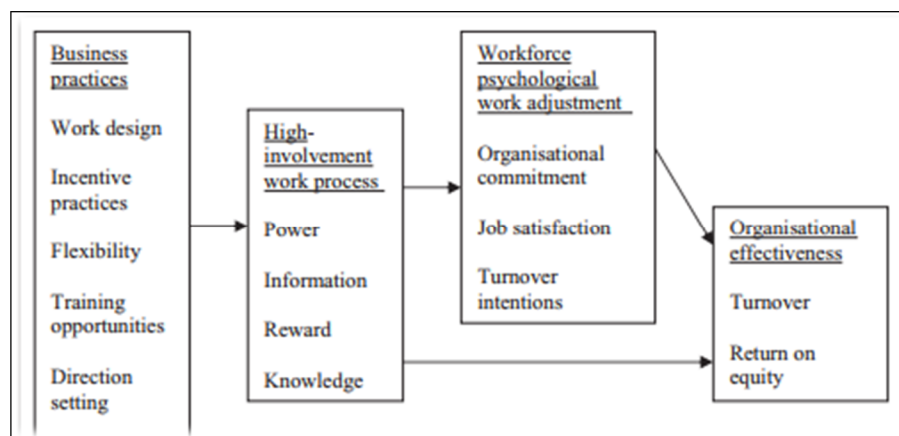 Business
practices
Work design
Incentive
practices
Flexibility
Training
opportunities
Direction
setting
High-
involvement
work process
Power
Information
Reward
Knowledge
Workforce
psychological
work adjustment
Organisational
commitment
Job satisfaction
Turnover
intentions
Organisational
effectiveness
Turnover
Return on
equity